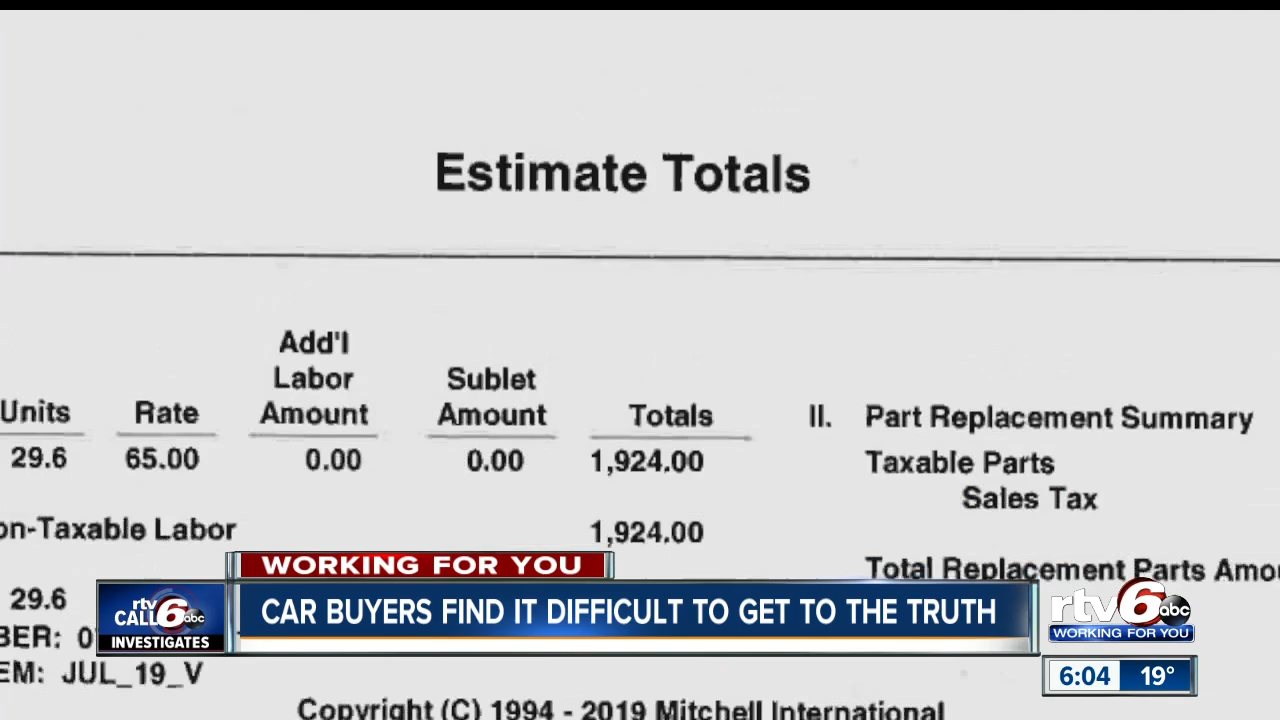 Estimate Totals
Add'l
Labor Sublet
Units Rate Amount Amount Totals II. Part Replacement Summary
29.6 65.00 0.00 0.00 1,924.00 Taxable Parts
Sales Tax
on-Taxable Labor 1,924.00
Total Replacement Parts Amou
29.6
BER: 0
EM: JUL_19_V
Copyright (C) 1994 - 2019 Mitchell International
WORKING FOR YOU
CAR BUYERS FIND IT DIFFICULT TO GET TO THE TRUTH
rtv6 abc
CALL 6
INVESTIGATES
rtv6 abc
WORKING FOR YOU
6:04 19°